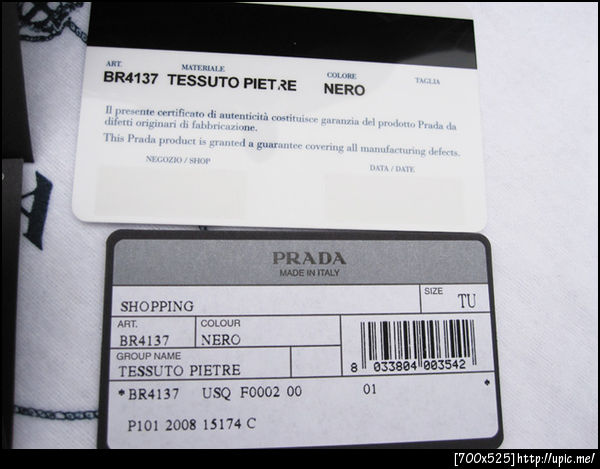 ART. MATERIALE COLORE TAGLIA
BR4137 TESSUTO PIETRE NERO
Il presente certificato di autenticità costituisce garanzia del prodotto Prada da
difetti originari di fabbricazione.
This Prada product is granted a guarantee covering all manufacturing defects.
NEGOZIO / SHOP DATA / DATE
A
PRADA
MADE IN ITALY
SHOPPING SIZE TU
ART. COLOUR
BR4137 NERO
GROUP NAME
TESSUTO PIETRE
8 033804 003542
*BR4137 USQ F0002 00 01 *
P101 2008 15174 C
[700x525]http://upic.me/